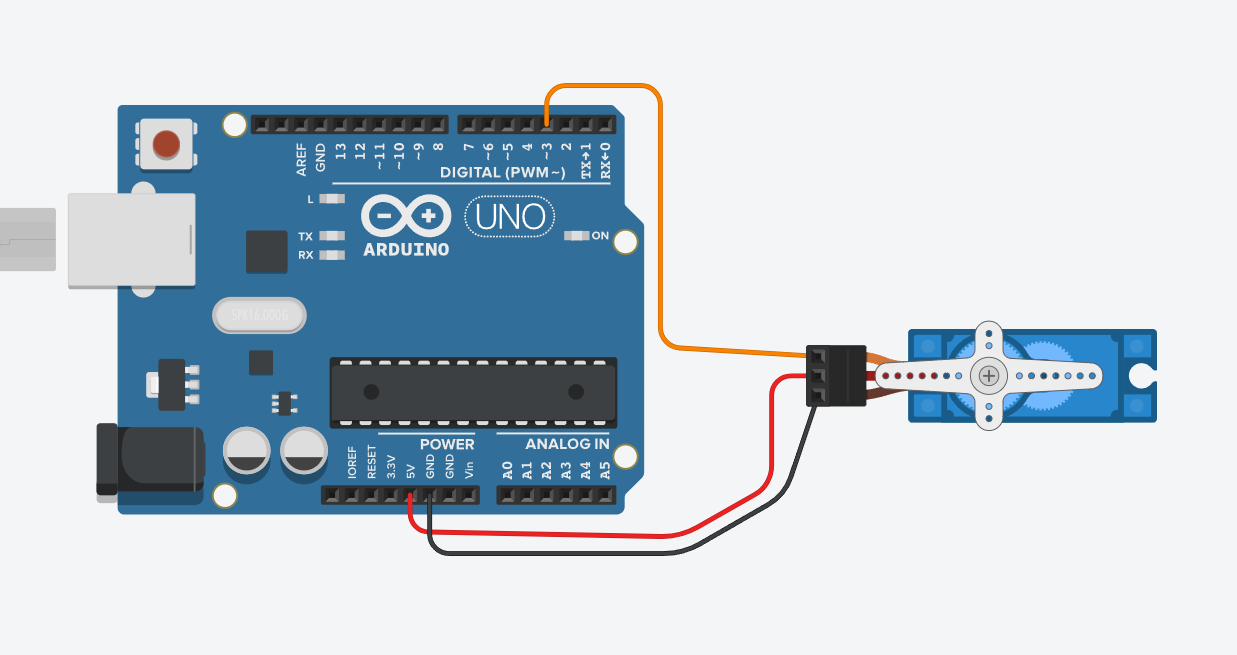 AREF GND 13 12 ~11 ~10 ~9 8 7 ~6 ~5 4 ~3 2 TX→1 RX←0
DIGITAL (PWM~)
L
UNO
TX
ON
RX
ARDUINO
SPK16.000G
POWER
ANALOG IN
IOREF RESET 3.3V 5V GND GND Vin A0 A1 A2 A3 A4 A5